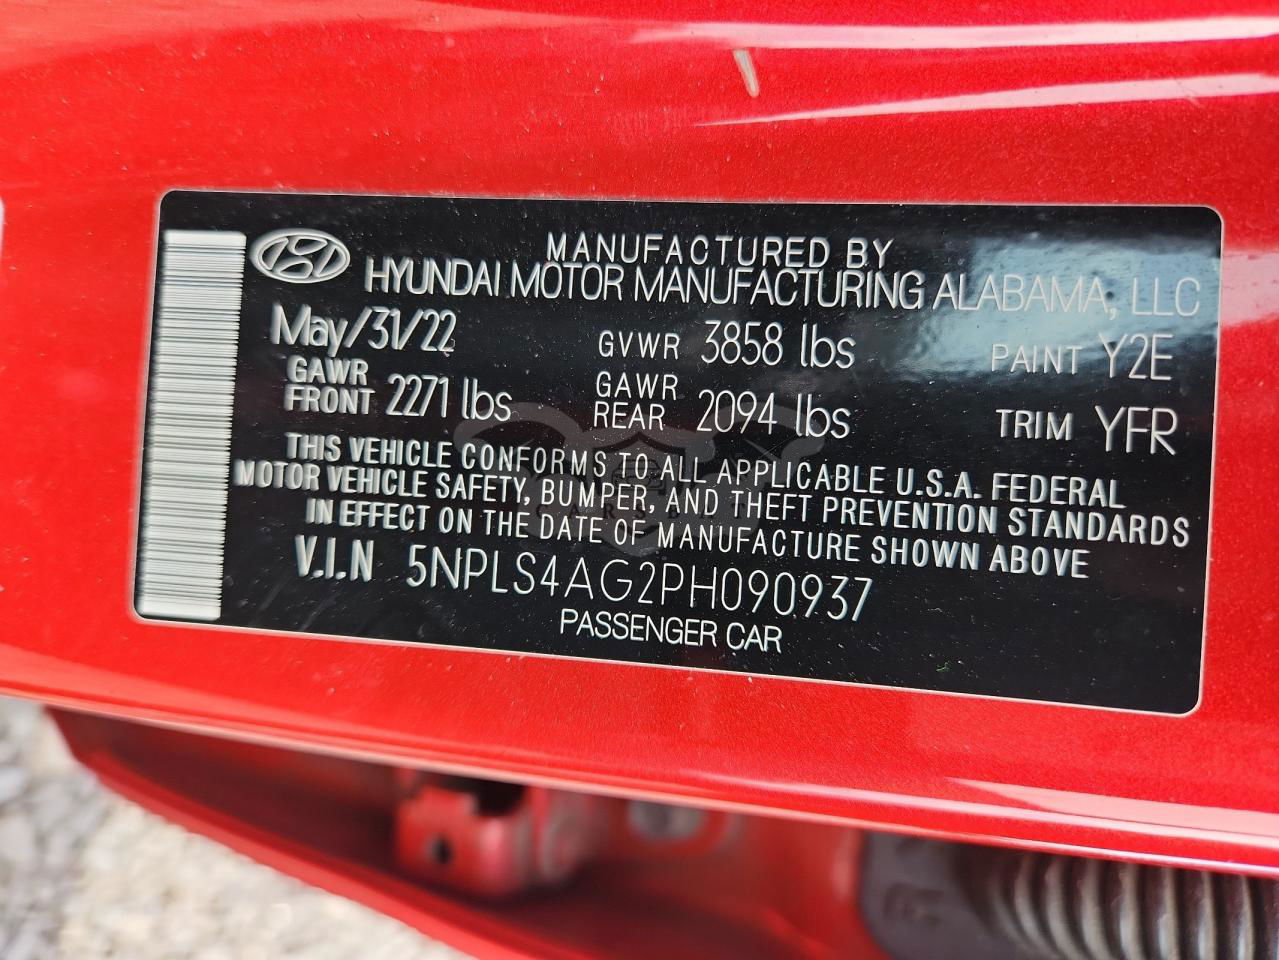 MANUFACTURED BY
HYUNDAI MOTOR MANUFACTURING ALABAMA, LLC
May/31/22 GVWR 3858 lbs PAINT Y2E
GAWR FRONT 2271 lbs GAWR REAR 2094 lbs TRIM YFR
THIS VEHICLE CONFORMS TO ALL APPLICABLE U.S.A. FEDERAL
MOTOR VEHICLE SAFETY, BUMPER, AND THEFT PREVENTION STANDARDS
IN EFFECT ON THE DATE OF MANUFACTURE SHOWN ABOVE
V.I.N 5NPLS4AG2PH090937
PASSENGER CAR